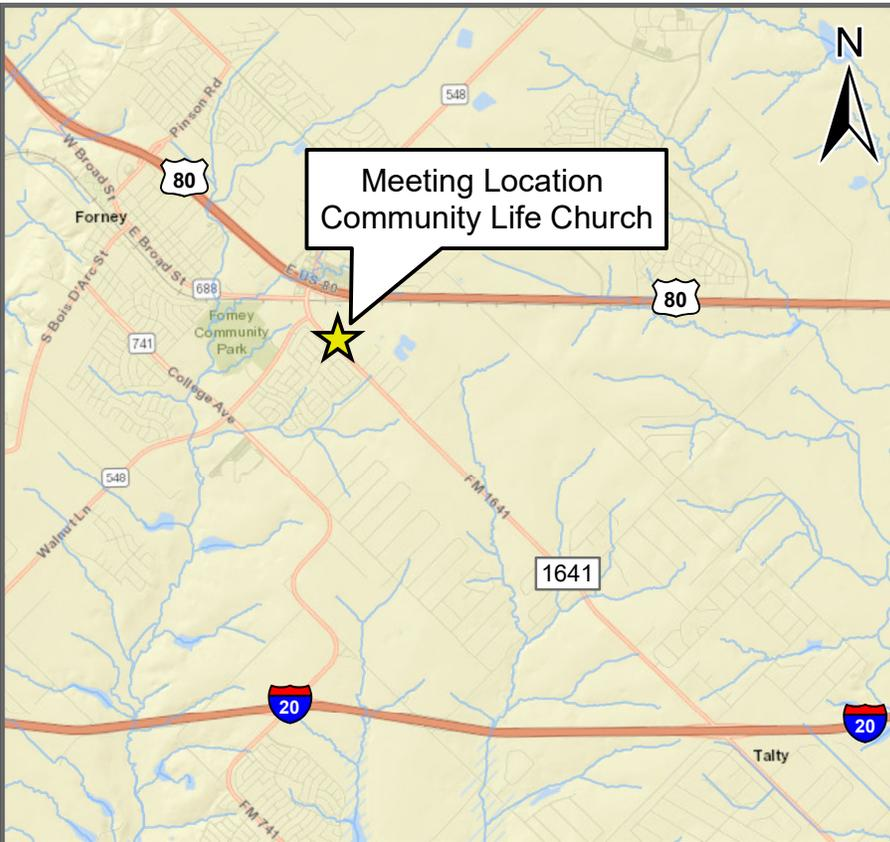 N
548
Pinson Rd
W Broad St
80
Meeting Location
Community Life Church
Forney
E Broad St
S Bois D'Arc St
E US 80
688
80
Forney
Community
Park
741
College Ave
548
FM 1641
Walnut Ln
1641
20
20
Talty
FM 741